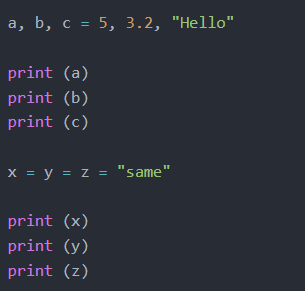 a, b, c = 5, 3.2, "Hello"
print (a)
print (b)
print (c)
x = y = z = "same"
print (x)
print (y)
print (z)